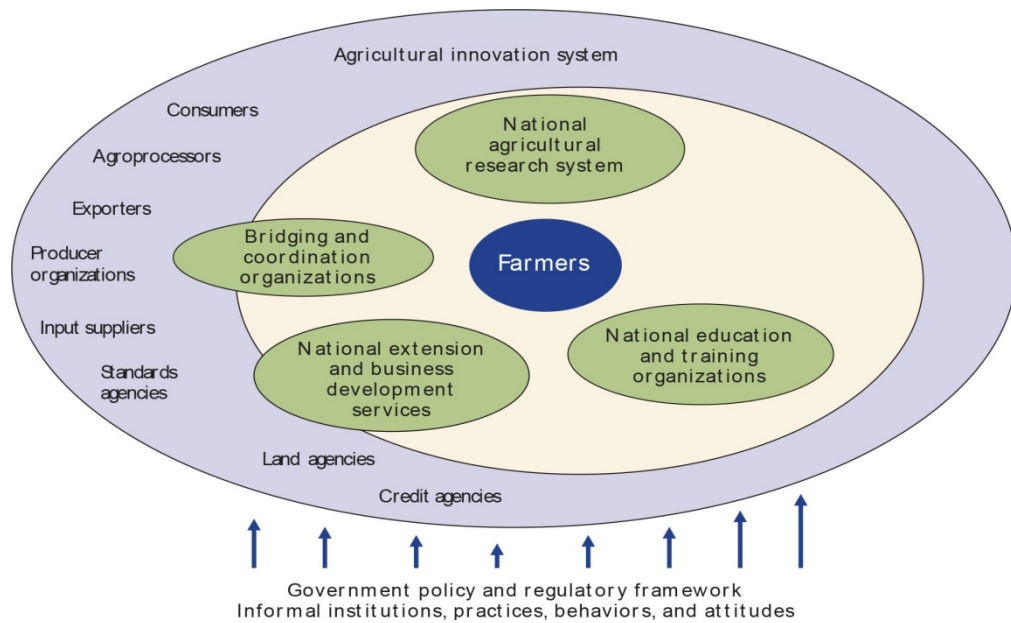 Agricultural innovation system
Consumers
Agroprocessors
Exporters
Producer
organizations
Input suppliers
Standards
agencies
Land agencies
Credit agencies
National
agricultural
research system
Bridging and
coordination
organizations
Farmers
National extension
and business
development
services
National education
and training
organizations
Government policy and regulatory framework
Informal institutions, practices, behaviors, and attitudes